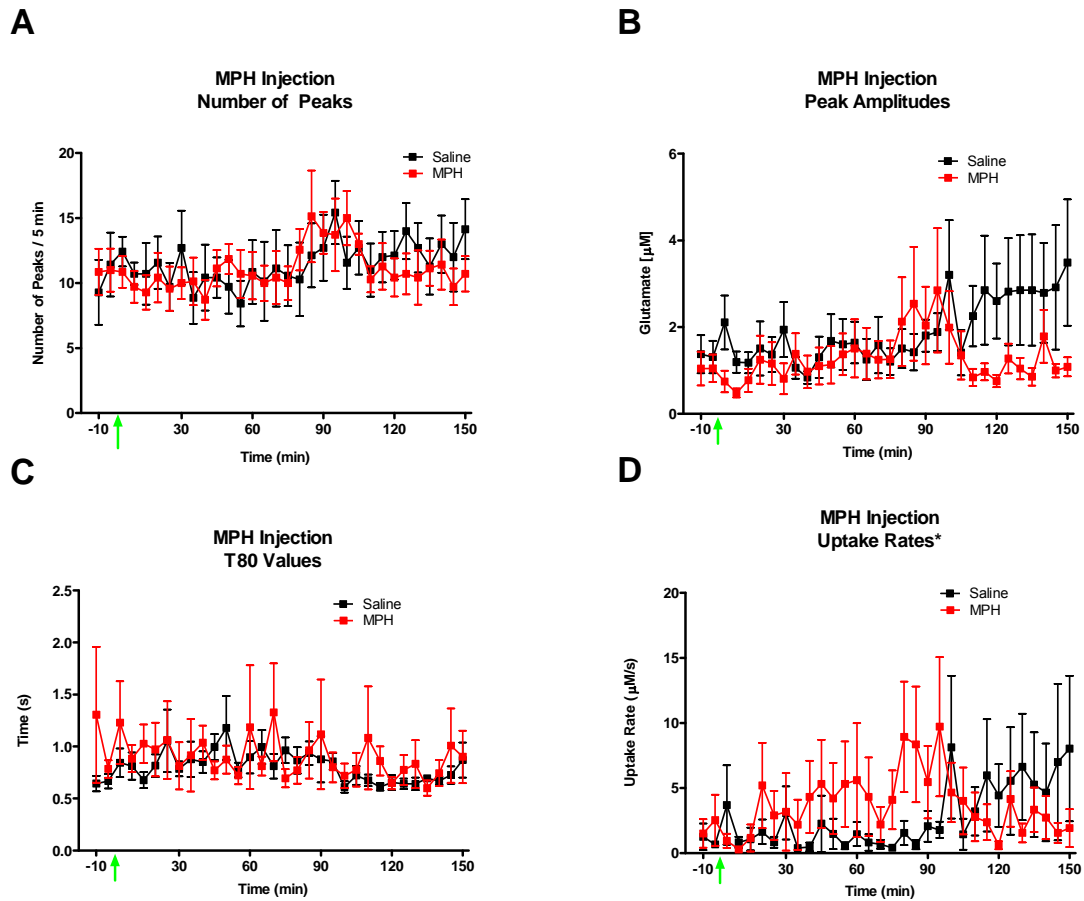 A
MPH Injection
Number of Peaks
Saline
MPH
20
15
10
5
0
Number of Peaks / 5 min
-10 30 60 90 120 150
Time (min)
B
MPH Injection
Peak Amplitudes
Saline
MPH
6
4
2
0
Glutamate [µM]
-10 30 60 90 120 150
Time (min)
C
MPH Injection
T80 Values
Saline
MPH
2.5
2.0
1.5
1.0
0.5
0.0
Time (s)
-10 30 60 90 120 150
Time (min)
D
MPH Injection
Uptake Rates*
Saline
MPH
20
15
10
5
0
Uptake Rate (µM/s)
-10 30 60 90 120 150
Time (min)